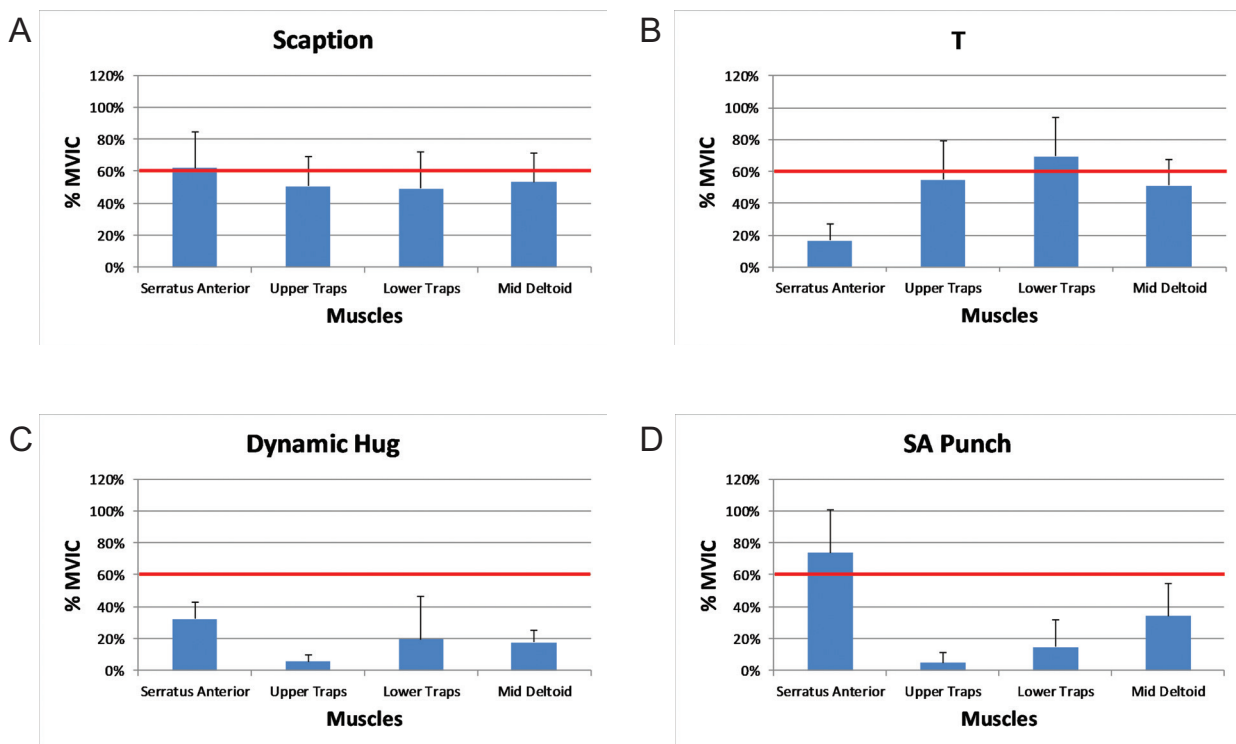 A
Scaption
120%
100%
80%
60%
40%
20%
0%
% MVIC
Serratus Anterior Upper Traps Lower Traps Mid Deltoid
Muscles
B
T
120%
100%
80%
60%
40%
20%
0%
% MVIC
Serratus Anterior Upper Traps Lower Traps Mid Deltoid
Muscles
C
Dynamic Hug
120%
100%
80%
60%
40%
20%
0%
% MVIC
Serratus Anterior Upper Traps Lower Traps Mid Deltoid
Muscles
D
SA Punch
120%
100%
80%
60%
40%
20%
0%
% MVIC
Serratus Anterior Upper Traps Lower Traps Mid Deltoid
Muscles